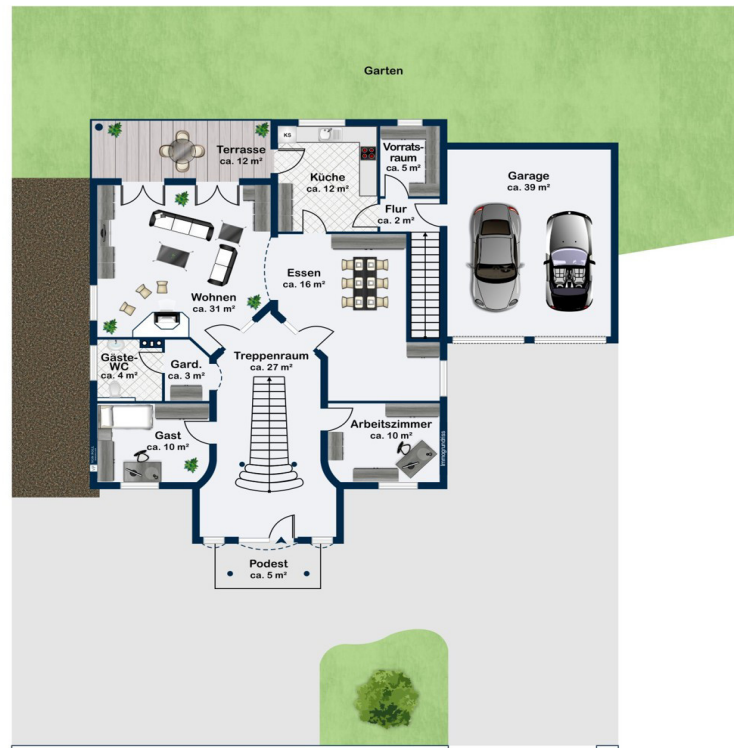 Garten
Terrasse
ca. 12 m²
KS
Küche
ca. 12 m²
Vorrats-
raum
ca. 5 m²
Garage
ca. 39 m²
Flur
ca. 2 m²
Essen
ca. 16 m²
Wohnen
ca. 31 m²
Gäste-
WC
ca. 4 m²
Gard.
ca. 3 m²
Treppenraum
ca. 27 m²
Gast
ca. 10 m²
Arbeitszimmer
ca. 10 m²
Immogrundriss
Podest
ca. 5 m²